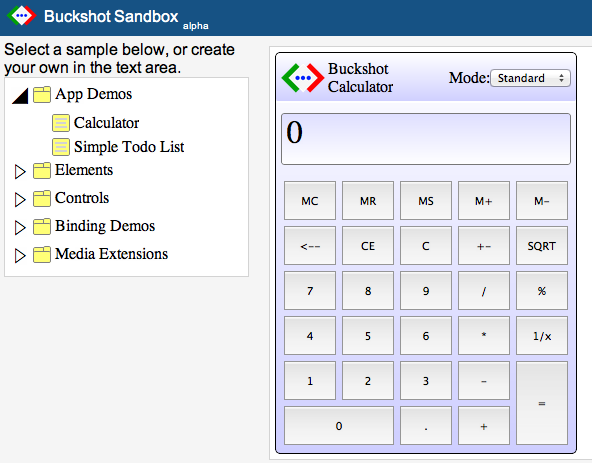 Buckshot Sandbox alpha
Select a sample below, or create
your own in the text area.
App Demos
Calculator
Simple Todo List
Elements
Controls
Binding Demos
Media Extensions
Buckshot
Calculator
Mode: Standard
0
MC MR MS M+ M-
<-- CE C +- SQRT
7 8 9 / %
4 5 6 * 1/x
1 2 3 - =
0 . +